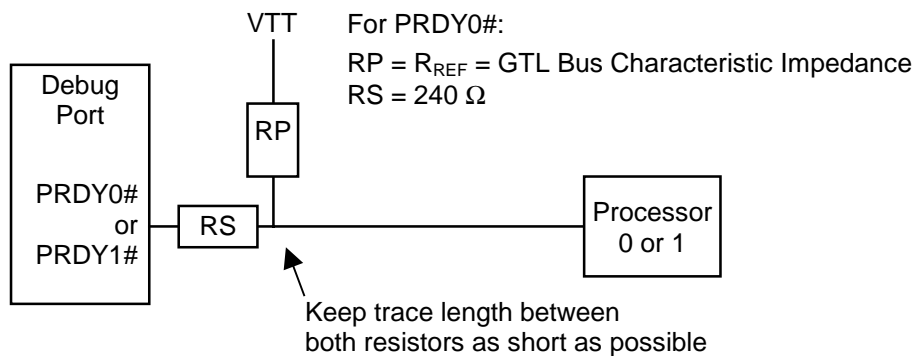 VTT
For PRDY0#:
RP = RREF = GTL Bus Characteristic Impedance
RS = 240 Ω
Debug
Port
RP
PRDY0#
or
PRDY1#
RS
Processor
0 or 1
Keep trace length between
both resistors as short as possible